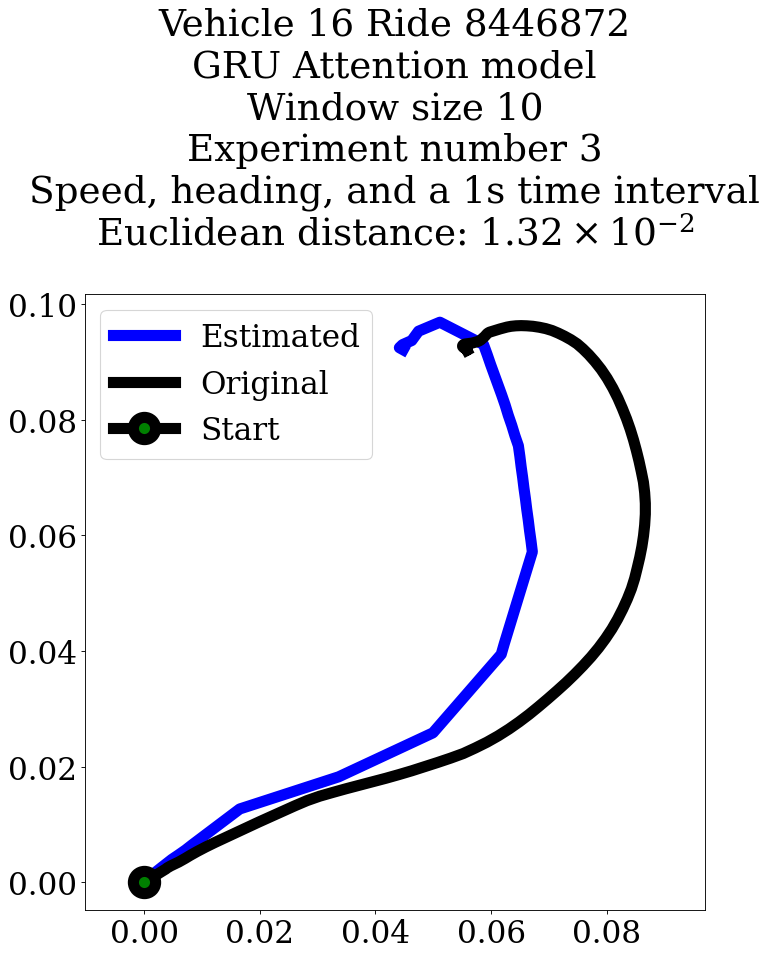 Vehicle 16 Ride 8446872
GRU Attention model
Window size 10
Experiment number 3
Speed, heading, and a 1s time interval
Euclidean distance: 1.32 × 10⁻²
Estimated
Original
Start
0.10
0.08
0.06
0.04
0.02
0.00
0.00 0.02 0.04 0.06 0.08